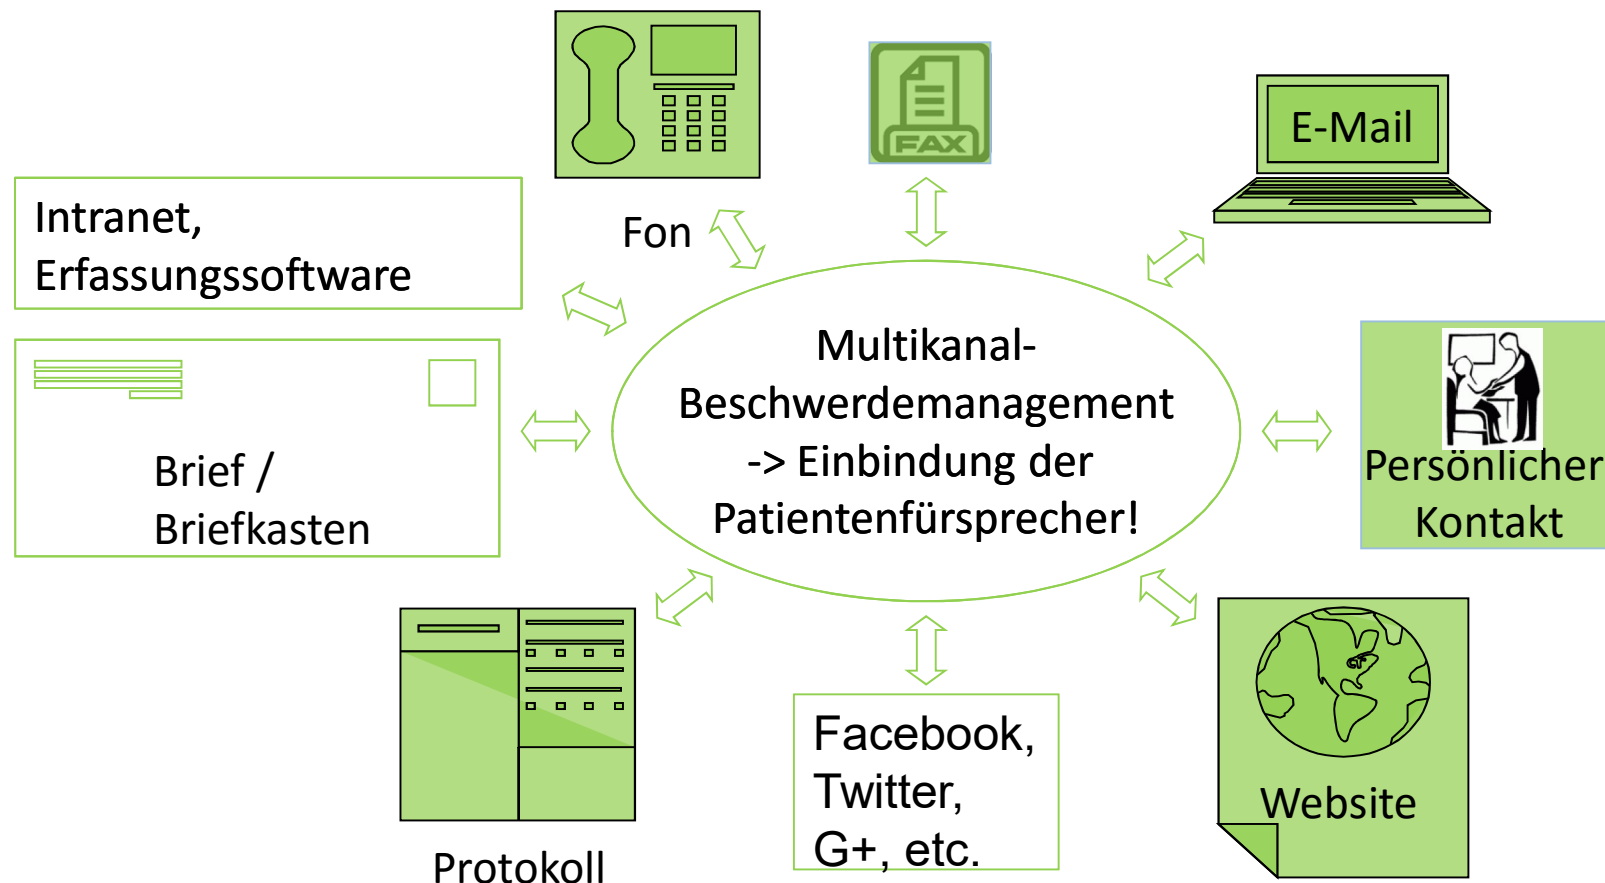 FAX
E-Mail
Fon
Intranet,
Erfassungssoftware
Multikanal-
Beschwerdemanagement
-> Einbindung der
Patientenfürsprecher!
Brief /
Briefkasten
Persönlicher
Kontakt
Protokoll
Facebook,
Twitter,
G+, etc.
Website